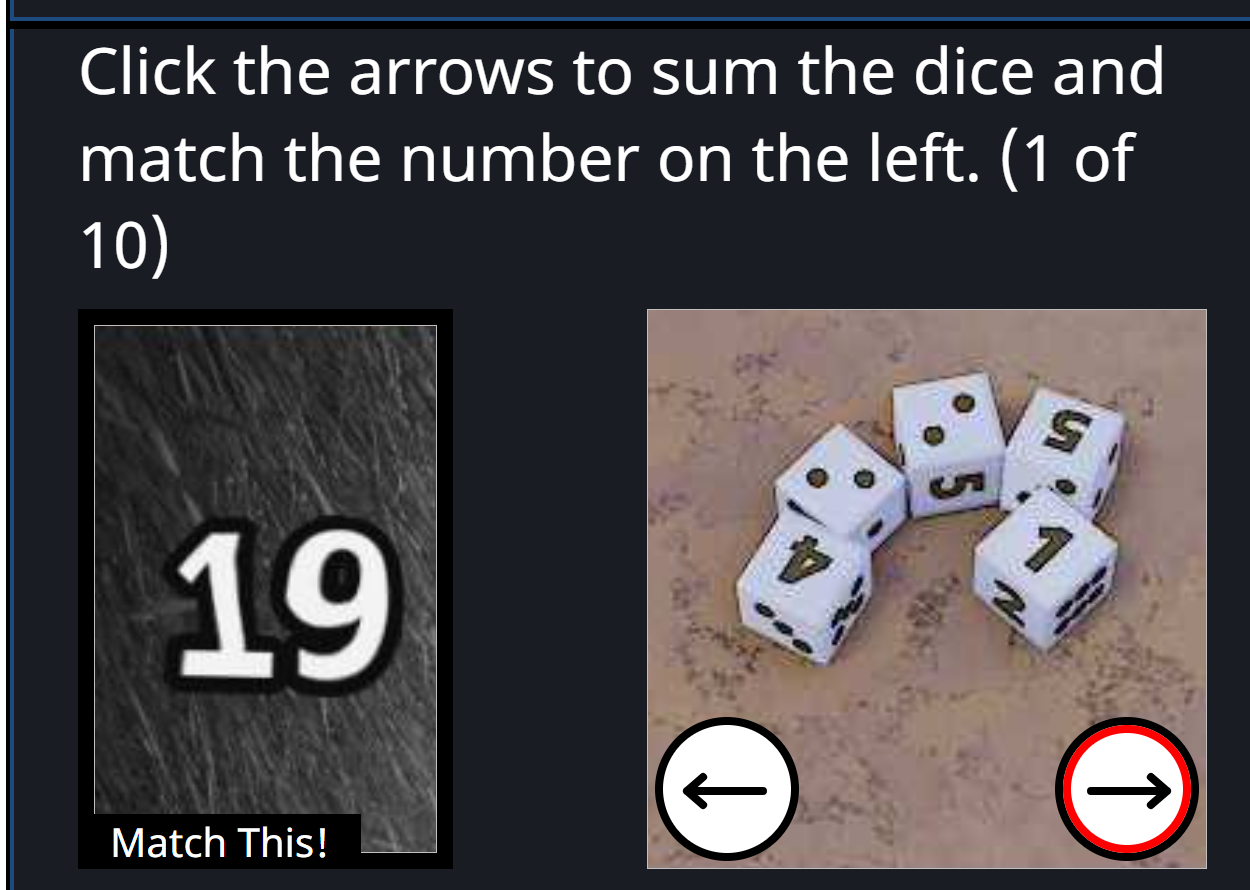 Click the arrows to sum the dice and
match the number on the left. (1 of
10)
19
Match This!
5
5
4
1
2